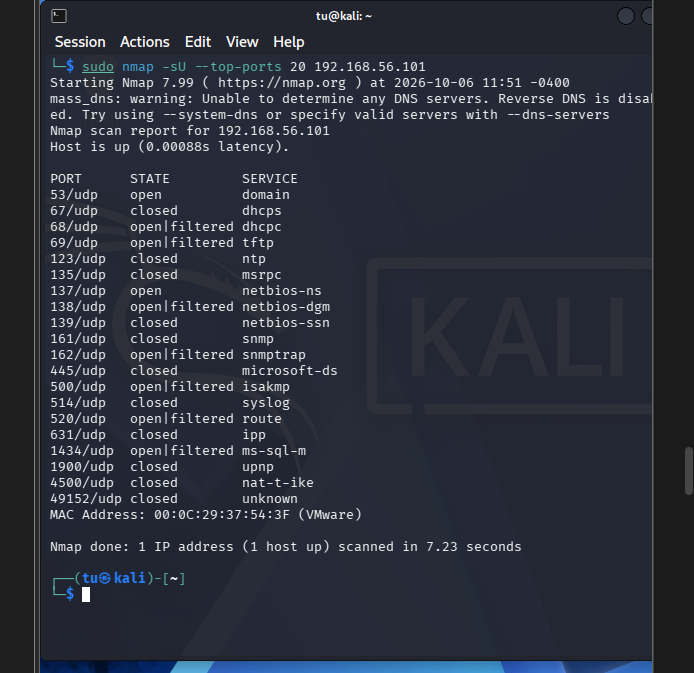 tu@kali: ~
Session Actions Edit View Help
└─$ sudo nmap -sU --top-ports 20 192.168.56.101
Starting Nmap 7.99 ( https://nmap.org ) at 2026-10-06 11:51 -0400
mass_dns: warning: Unable to determine any DNS servers. Reverse DNS is disabl
ed. Try using --system-dns or specify valid servers with --dns-servers
Nmap scan report for 192.168.56.101
Host is up (0.00088s latency).
PORT STATE SERVICE
53/udp open domain
67/udp closed dhcps
68/udp open|filtered dhcpc
69/udp open|filtered tftp
123/udp closed ntp
135/udp closed msrpc
137/udp open netbios-ns
138/udp open|filtered netbios-dgm
139/udp closed netbios-ssn
161/udp closed snmp
162/udp open|filtered snmptrap
445/udp closed microsoft-ds
500/udp open|filtered isakmp
514/udp closed syslog
520/udp open|filtered route
631/udp closed ipp
1434/udp open|filtered ms-sql-m
1900/udp closed upnp
4500/udp closed nat-t-ike
49152/udp closed unknown
MAC Address: 00:0C:29:37:54:3F (VMware)
Nmap done: 1 IP address (1 host up) scanned in 7.23 seconds
┌──(tu㉿kali)-[~]
└─$
KALI